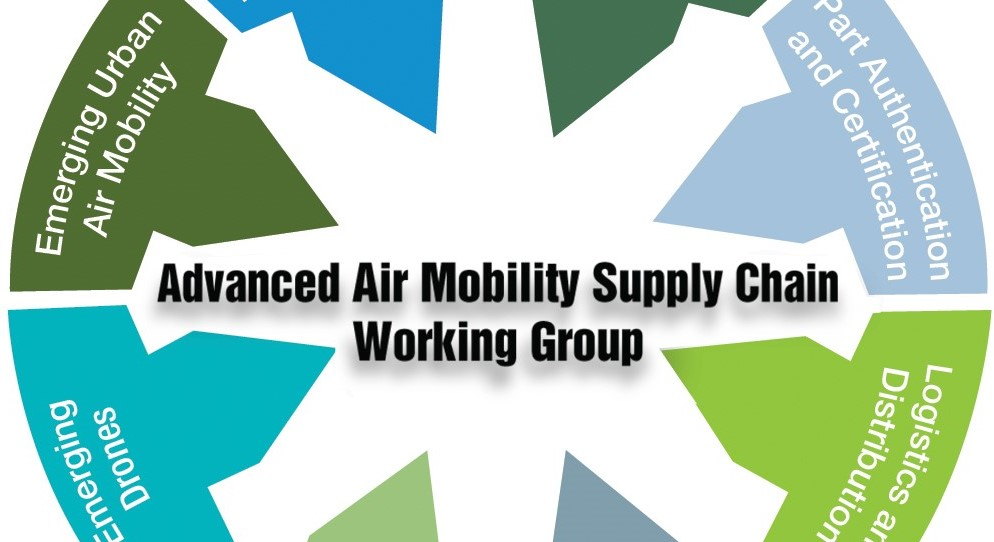 Emerging Urban
Air Mobility
Part Authentication
and Certification
Advanced Air Mobility Supply Chain
Working Group
Emerging
Drones
Logistics
Distribution